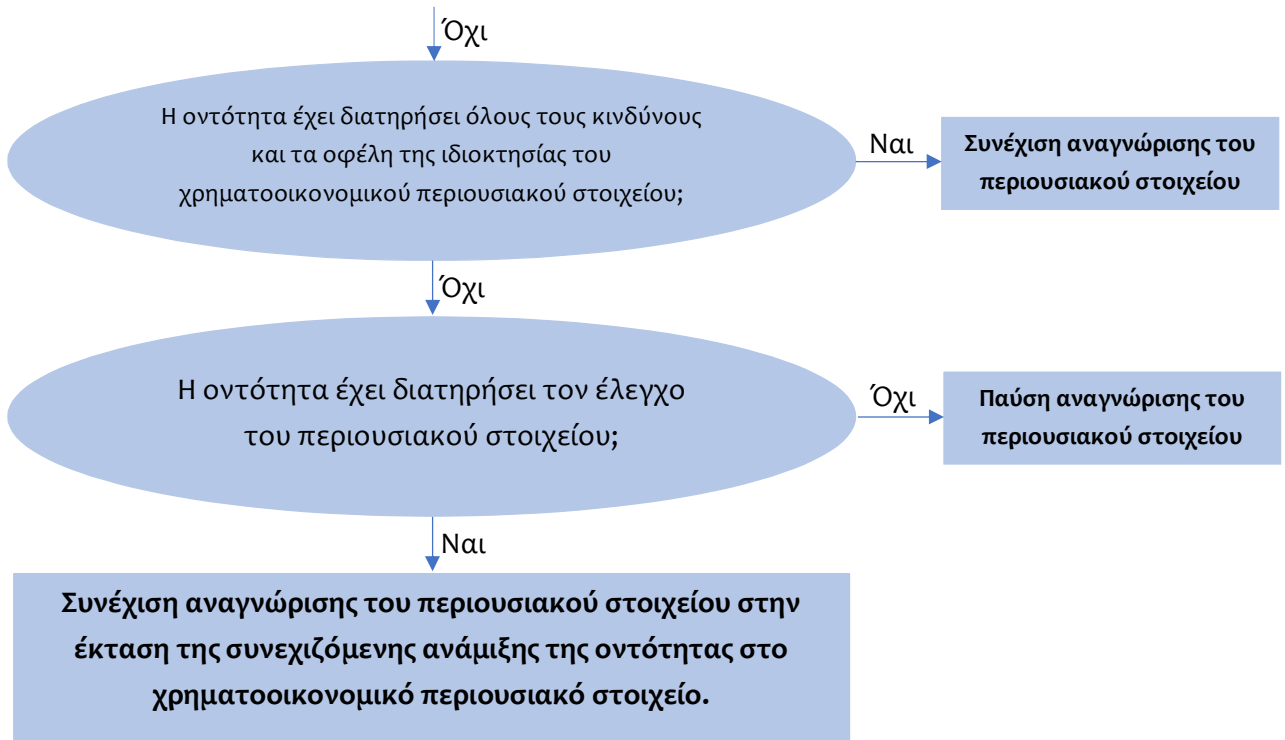 Όχι
Η οντότητα έχει διατηρήσει όλους τους κινδύνους
και τα οφέλη της ιδιοκτησίας του
χρηματοοικονομικού περιουσιακού στοιχείου;
Ναι
Συνέχιση αναγνώρισης του
περιουσιακού στοιχείου
Όχι
Η οντότητα έχει διατηρήσει τον έλεγχο
του περιουσιακού στοιχείου;
Όχι
Παύση αναγνώρισης του
περιουσιακού στοιχείου
Ναι
Συνέχιση αναγνώρισης του περιουσιακού στοιχείου στην
έκταση της συνεχιζόμενης ανάμιξης της οντότητας στο
χρηματοοικονομικό περιουσιακό στοιχείο.